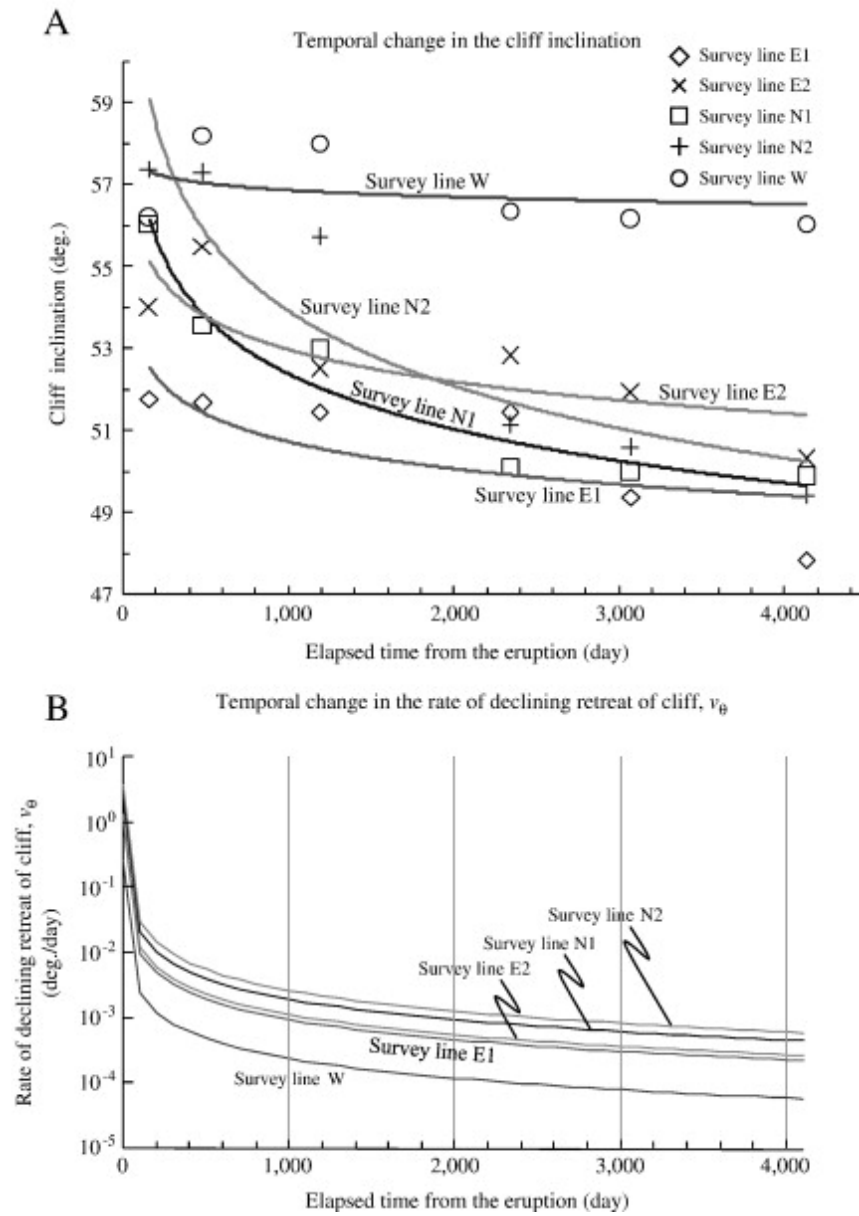 A
Temporal change in the cliff inclination
Survey line E1
Survey line E2
Survey line N1
Survey line N2
Survey line W
59
57
55
53
51
49
47
Cliff inclination (deg.)
Survey line W
Survey line N2
Survey line E2
Survey line N1
Survey line E1
0 1,000 2,000 3,000 4,000
Elapsed time from the eruption (day)
B
Temporal change in the rate of declining retreat of cliff, vθ
10¹
10⁰
10⁻¹
10⁻²
10⁻³
10⁻⁴
10⁻⁵
Rate of declining retreat of cliff, vθ
(deg./day)
Survey line N2
Survey line N1
Survey line E2
Survey line E1
Survey line W
0 1,000 2,000 3,000 4,000
Elapsed time from the eruption (day)